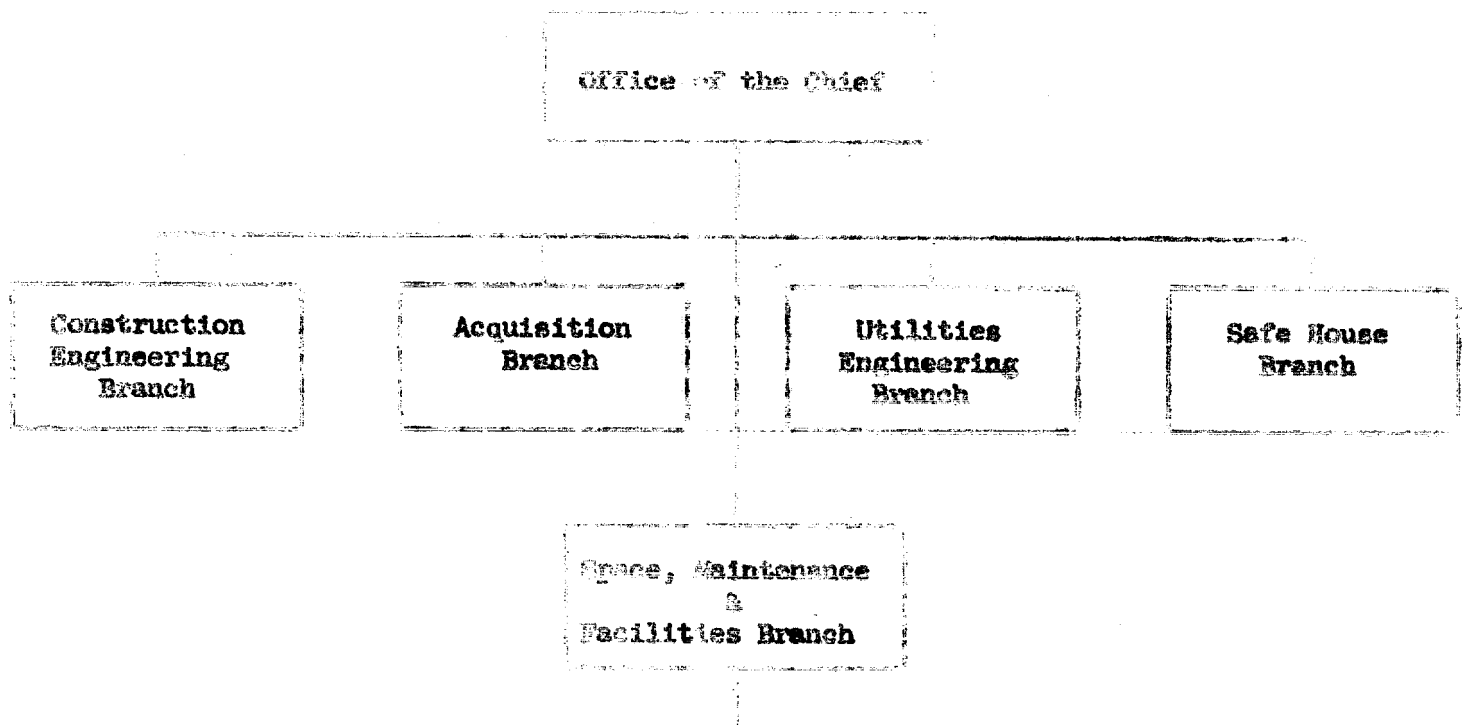 Office of the Chief
Construction
Engineering
Branch
Acquisition
Branch
Utilities
Engineering
Branch
Safe House
Branch
Space, Maintenance
&
Facilities Branch